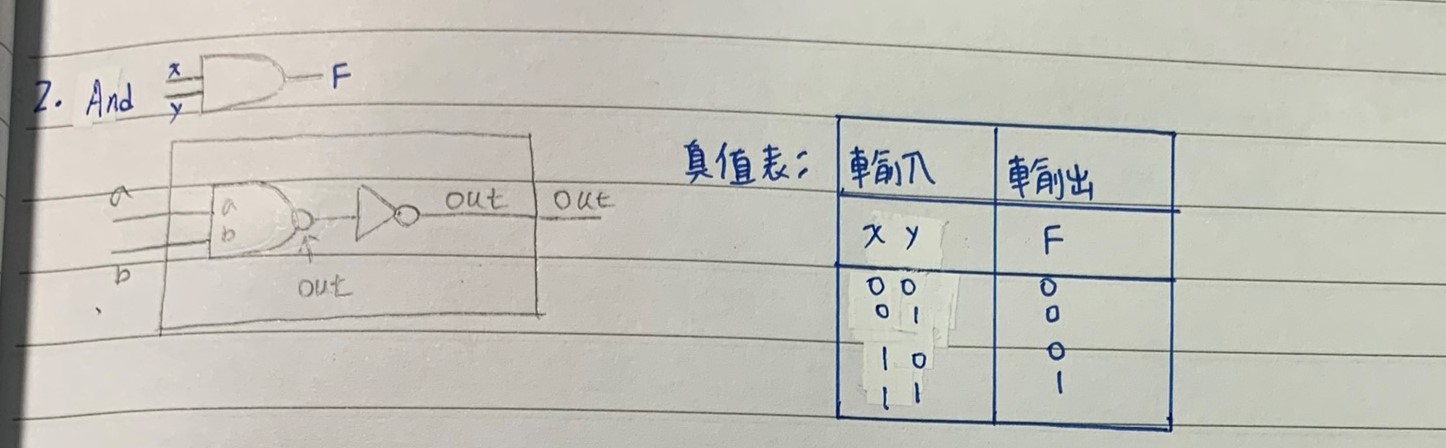 2. And x y F
a a b out out
b
out
真值表:
輸入 輸出
x y F
0 0 0
0 1 0
1 0 0
1 1 1